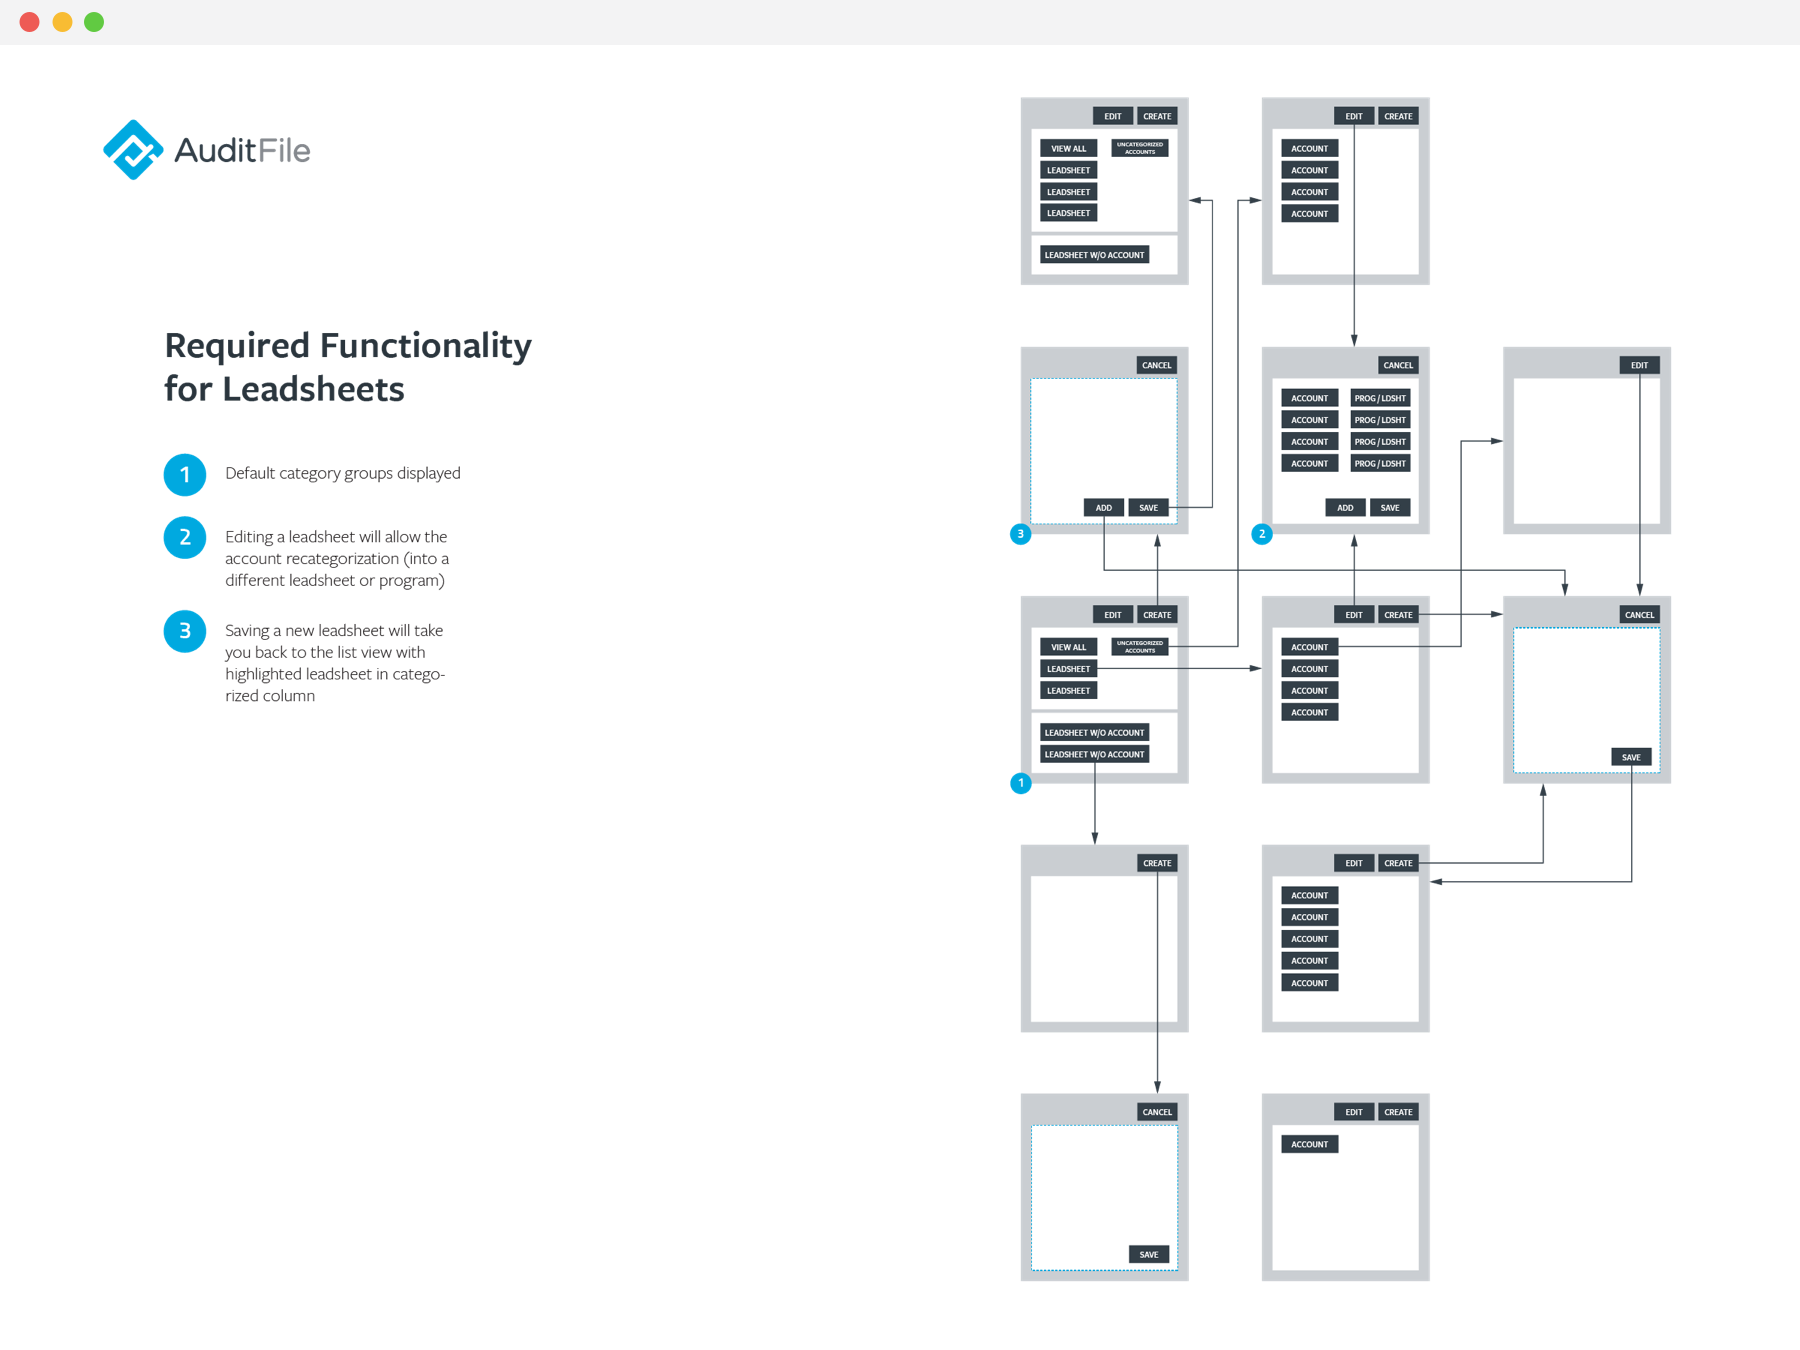 AuditFile
Required Functionality
for Leadsheets
1
Default category groups displayed
2
Editing a leadsheet will allow the
account recategorization (into a
different leadsheet or program)
3
Saving a new leadsheet will take
you back to the list view with
highlighted leadsheet in catego-
rized column
EDIT CREATE
VIEW ALL
UNCATEGORIZED
ACCOUNTS
LEADSHEET
LEADSHEET
LEADSHEET
LEADSHEET W/O ACCOUNT
EDIT CREATE
ACCOUNT
ACCOUNT
ACCOUNT
ACCOUNT
CANCEL
ADD SAVE
3
CANCEL
ACCOUNT PROG / LDSHT
ACCOUNT PROG / LDSHT
ACCOUNT PROG / LDSHT
ACCOUNT PROG / LDSHT
ADD SAVE
2
EDIT
EDIT CREATE
VIEW ALL
UNCATEGORIZED
ACCOUNTS
LEADSHEET
LEADSHEET
LEADSHEET W/O ACCOUNT
LEADSHEET W/O ACCOUNT
1
EDIT CREATE
ACCOUNT
ACCOUNT
ACCOUNT
ACCOUNT
CANCEL
SAVE
CREATE
EDIT CREATE
ACCOUNT
ACCOUNT
ACCOUNT
ACCOUNT
ACCOUNT
CANCEL
SAVE
EDIT CREATE
ACCOUNT